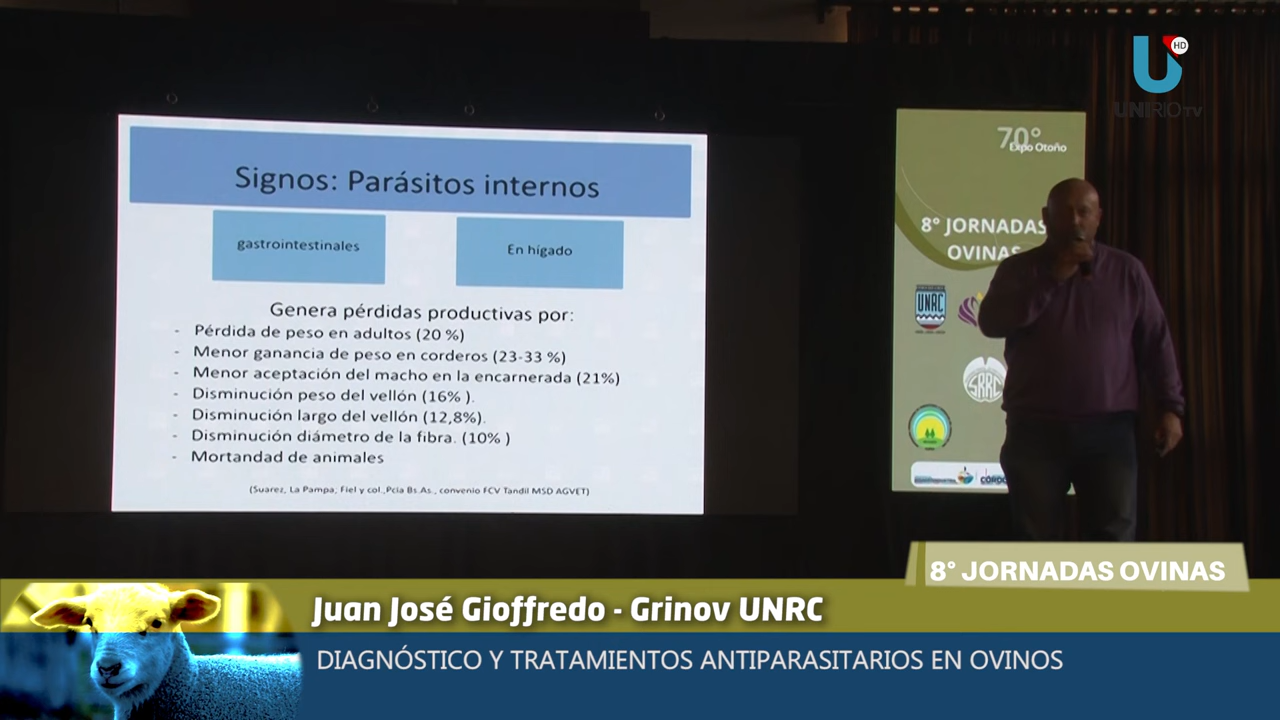 HD
UNIRIO TV
70°
Expo Otoño
8° JORNADAS
OVINAS
UNRC
SRRC
CÓRDO
Signos: Parásitos internos
gastrointestinales
En hígado
Genera pérdidas productivas por:
- Pérdida de peso en adultos (20 %)
- Menor ganancia de peso en corderos (23-33 %)
- Menor aceptación del macho en la encarnerada (21%)
- Disminución peso del vellón (16% ).
- Disminución largo del vellón (12,8%).
- Disminución diámetro de la fibra. (10% )
- Mortandad de animales
(Suarez, La Pampa; Fiel y col.,Pcia Bs.As., convenio FCV Tandil MSD AGVET)
8° JORNADAS OVINAS
Juan José Gioffredo - Grinov UNRC
DIAGNÓSTICO Y TRATAMIENTOS ANTIPARASITARIOS EN OVINOS